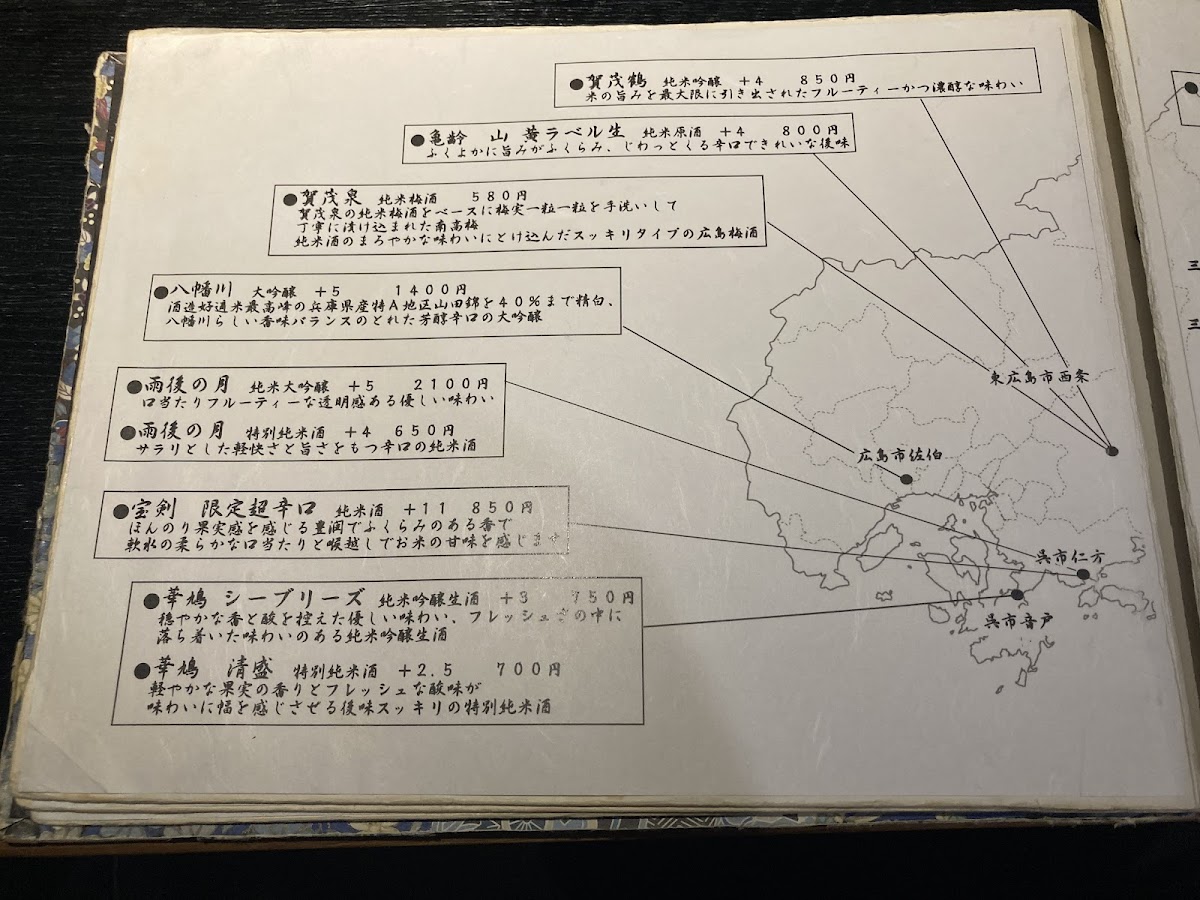 ●賀茂鶴 純米吟醸 +4 850円
米の旨みを最大限に引き出されたフルーティーかつ濃醇な味わい
●亀齢 山 黄ラベル生 純米原酒 +4 800円
ふくよかに旨みがふくらみ、じわっとくる辛口できれいな後味
●賀茂泉 純米梅酒 580円
賀茂泉の純米梅酒をベースに梅実一粒一粒を手洗いして
丁寧に漬け込まれた南高梅
純米酒のまろやかな味わいにとけ込んだスッキリタイプの広島梅酒
●八幡川 大吟醸 +5 1400円
酒造好適米最高峰の兵庫県産特A地区山田錦を40%まで精白、
八幡川らしい香味バランスのとれた芳醇辛口の大吟醸
●雨後の月 純米大吟醸 +5 2100円
口当たりフルーティーな透明感ある優しい味わい
●雨後の月 特別純米酒 +4 650円
サラリとした軽快さと旨さをもつ辛口の純米酒
●宝剣 限定超辛口 純米酒 +11 850円
ほんのり果実感を感じる豊潤でふくらみのある香で
軟水の柔らかな口当たりと喉越しでお米の甘味を感じます
●華鳩 シーブリーズ 純米吟醸生酒 +3 750円
穏やかな香と酸を控えた優しい味わい、フレッシュさの中に
落ち着いた味わいのある純米吟醸生酒
●華鳩 清盛 特別純米酒 +2.5 700円
軽やかな果実の香りとフレッシュな酸味が
味わいに幅を感じさせる後味スッキリの特別純米酒
東広島市西条
広島市佐伯
呉市仁方
呉市音戸
三
三